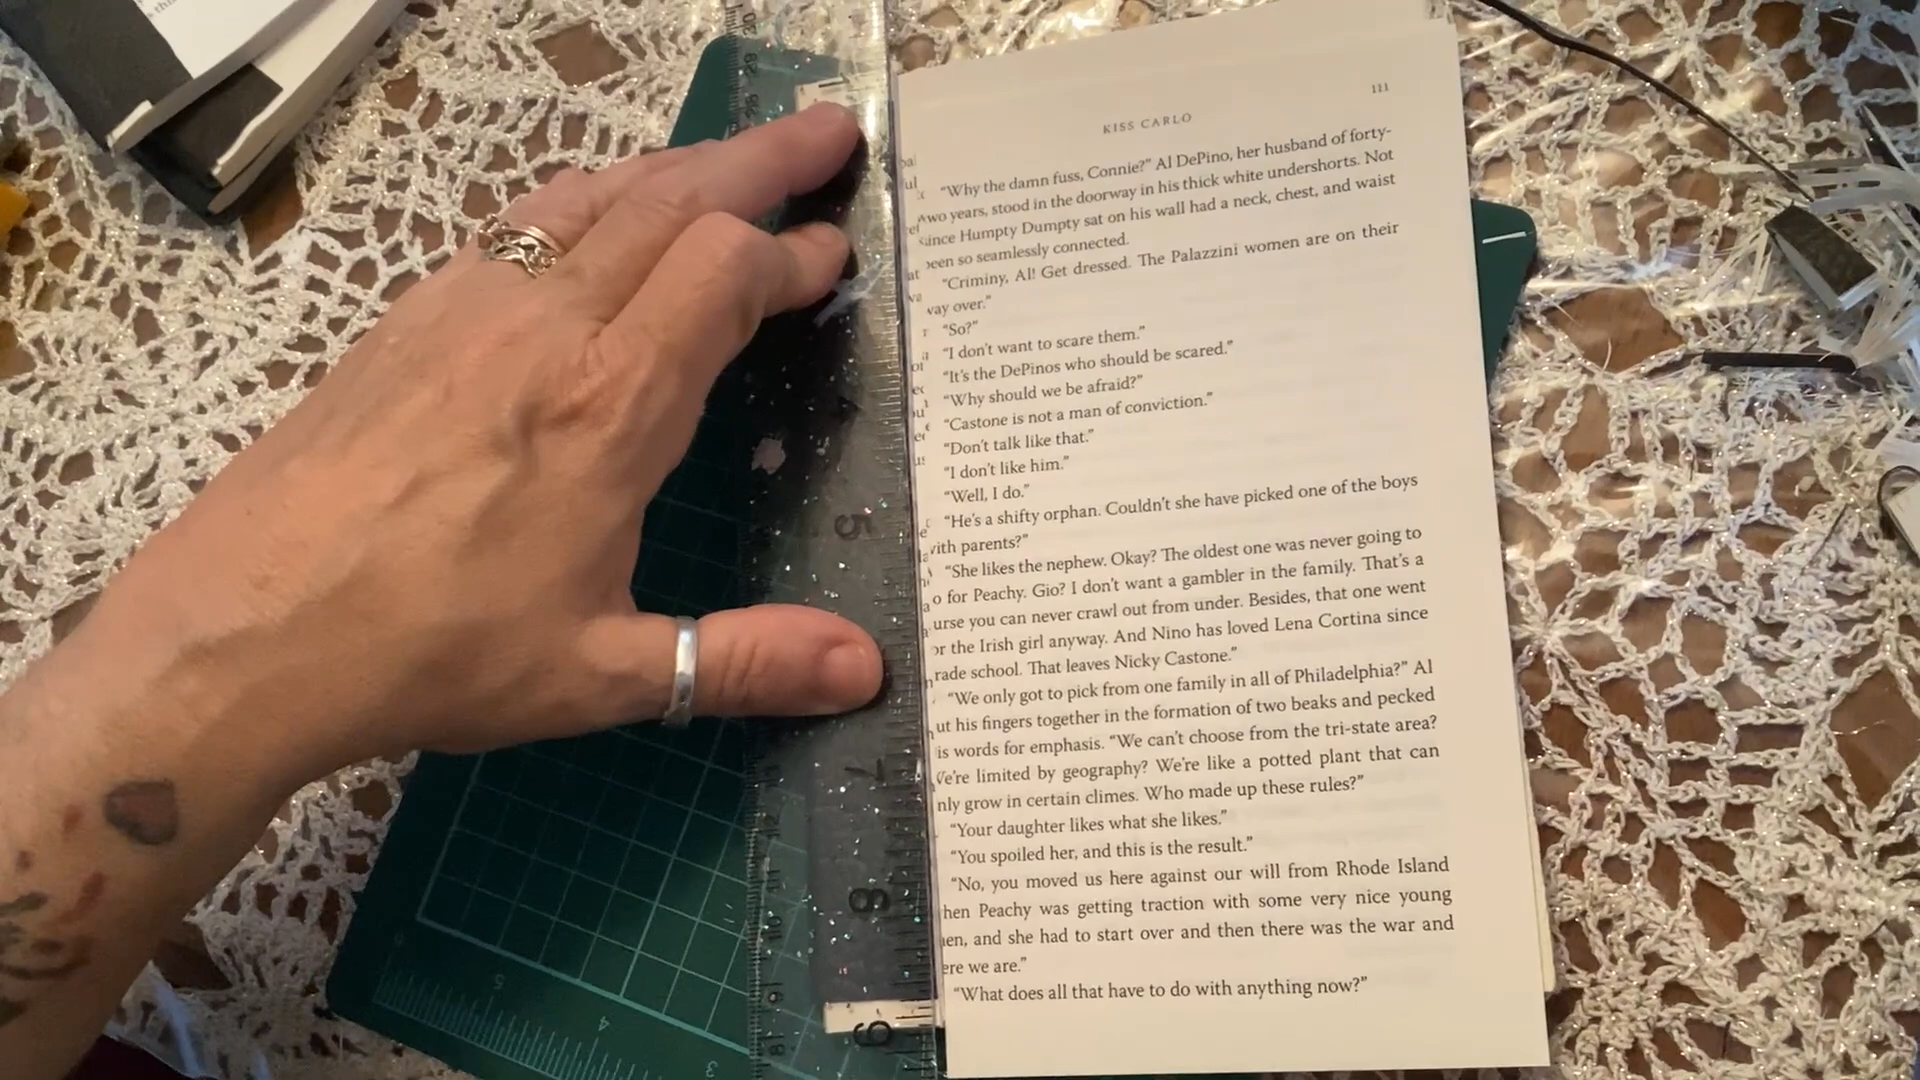 111
KISS CARLO
“Why the damn fuss, Connie?” Al DePino, her husband of forty-
two years, stood in the doorway in his thick white undershorts. Not
since Humpty Dumpty sat on his wall had a neck, chest, and waist
been so seamlessly connected.
“Criminy, Al! Get dressed. The Palazzini women are on their
way over.”
“So?”
“I don’t want to scare them.”
“It’s the DePinos who should be scared.”
“Why should we be afraid?”
“Castone is not a man of conviction.”
“Don’t talk like that.”
“I don’t like him.”
“Well, I do.”
“He’s a shifty orphan. Couldn’t she have picked one of the boys
with parents?”
“She likes the nephew. Okay? The oldest one was never going to
o for Peachy. Gio? I don’t want a gambler in the family. That’s a
urse you can never crawl out from under. Besides, that one went
or the Irish girl anyway. And Nino has loved Lena Cortina since
rade school. That leaves Nicky Castone.”
“We only got to pick from one family in all of Philadelphia?” Al
ut his fingers together in the formation of two beaks and pecked
is words for emphasis. “We can’t choose from the tri-state area?
We’re limited by geography? We’re like a potted plant that can
nly grow in certain climes. Who made up these rules?”
“Your daughter likes what she likes.”
“You spoiled her, and this is the result.”
“No, you moved us here against our will from Rhode Island
hen Peachy was getting traction with some very nice young
en, and she had to start over and then there was the war and
ere we are.”
“What does all that have to do with anything now?”
5
7
8
9
5
4
3